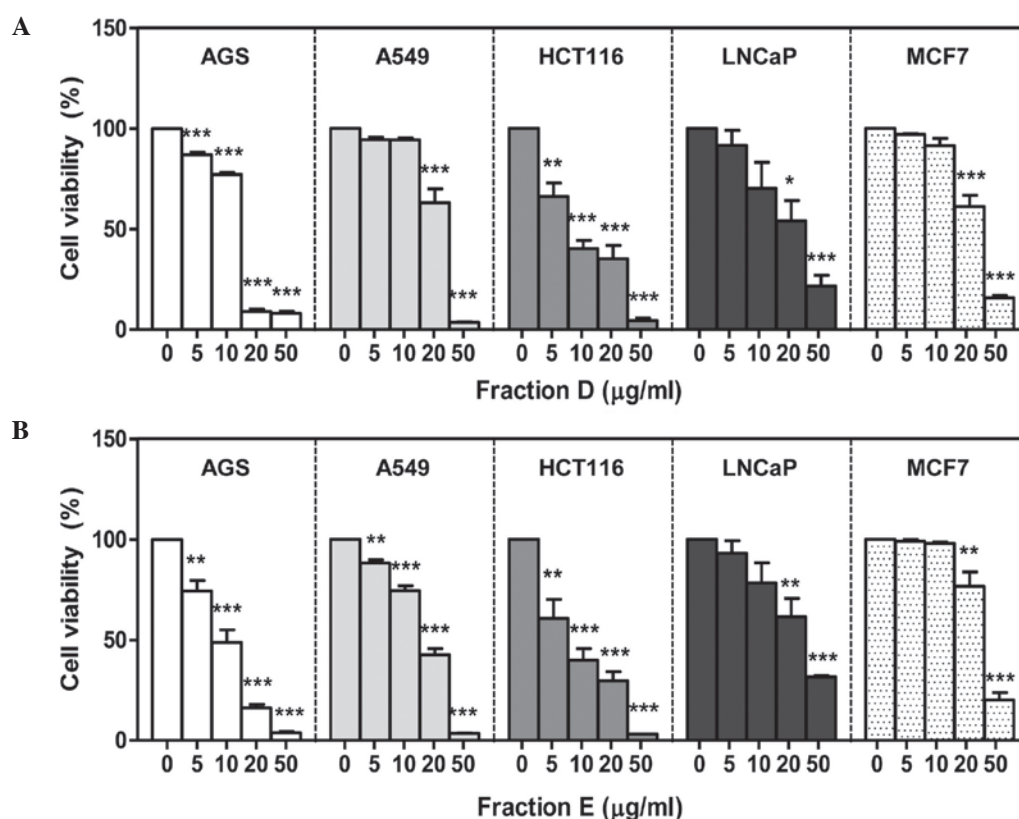 A
Cell viability (%)
150
100
50
0
AGS
A549
HCT116
LNCaP
MCF7
*** *** *** ***
*** ***
** *** *** ***
* ***
*** ***
0 5 10 20 50
0 5 10 20 50
0 5 10 20 50
0 5 10 20 50
0 5 10 20 50
Fraction D (μg/ml)
B
Cell viability (%)
150
100
50
0
AGS
A549
HCT116
LNCaP
MCF7
** *** *** ***
** *** *** ***
** *** *** ***
** ***
** ***
0 5 10 20 50
0 5 10 20 50
0 5 10 20 50
0 5 10 20 50
0 5 10 20 50
Fraction E (μg/ml)